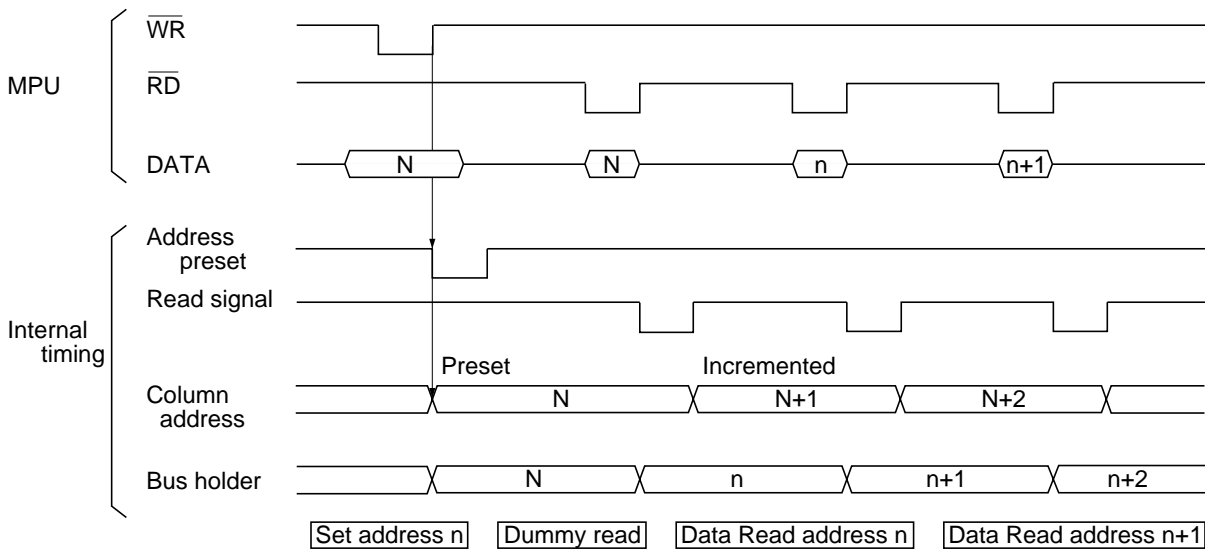 MPU
WR
RD
DATA
N
N
n
n+1
Internal
timing
Address
preset
Read signal
Preset
Incremented
Column
address
N
N+1
N+2
Bus holder
N
n
n+1
n+2
Set address n
Dummy read
Data Read address n
Data Read address n+1